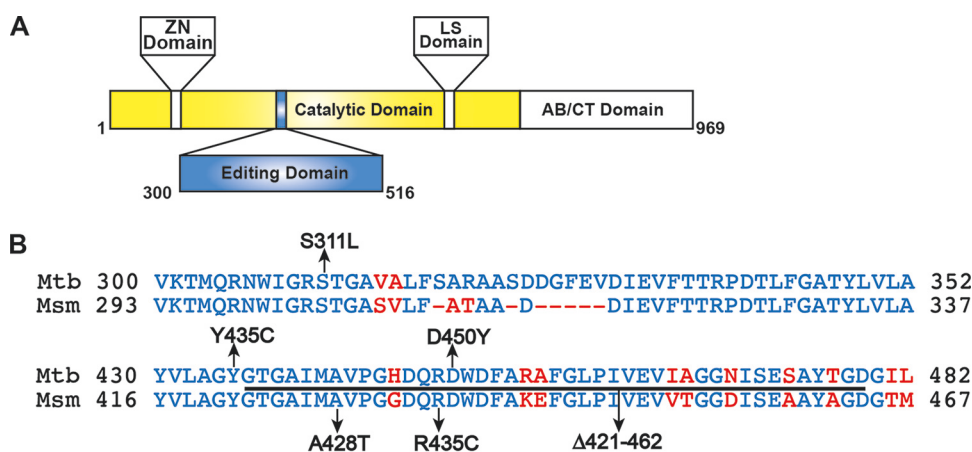 A
ZN Domain
LS Domain
Catalytic Domain
AB/CT Domain
1
969
Editing Domain
300
516
B
S311L
Mtb 300 VKTMQRNWIGRSTGAVALFSARAASDDGFEVDIEVFTTRPDTLFGATYLVLA 352
Msm 293 VKTMQRNWIGRSTGASVLF-ATAA-D-----DIEVFTTRPDTLFGATYLVLA 337
Y435C D450Y
Mtb 430 YVLAGYGTGAIMAVPGHDQRDWDFARAFGLPIVEVIAGGNISESAYTGDGIL 482
Msm 416 YVLAGYGTGAIMAVPGGDQRDWDFAKEFGLPIVEVVTGGDISEAAYAGDGTM 467
A428T R435C Δ421-462